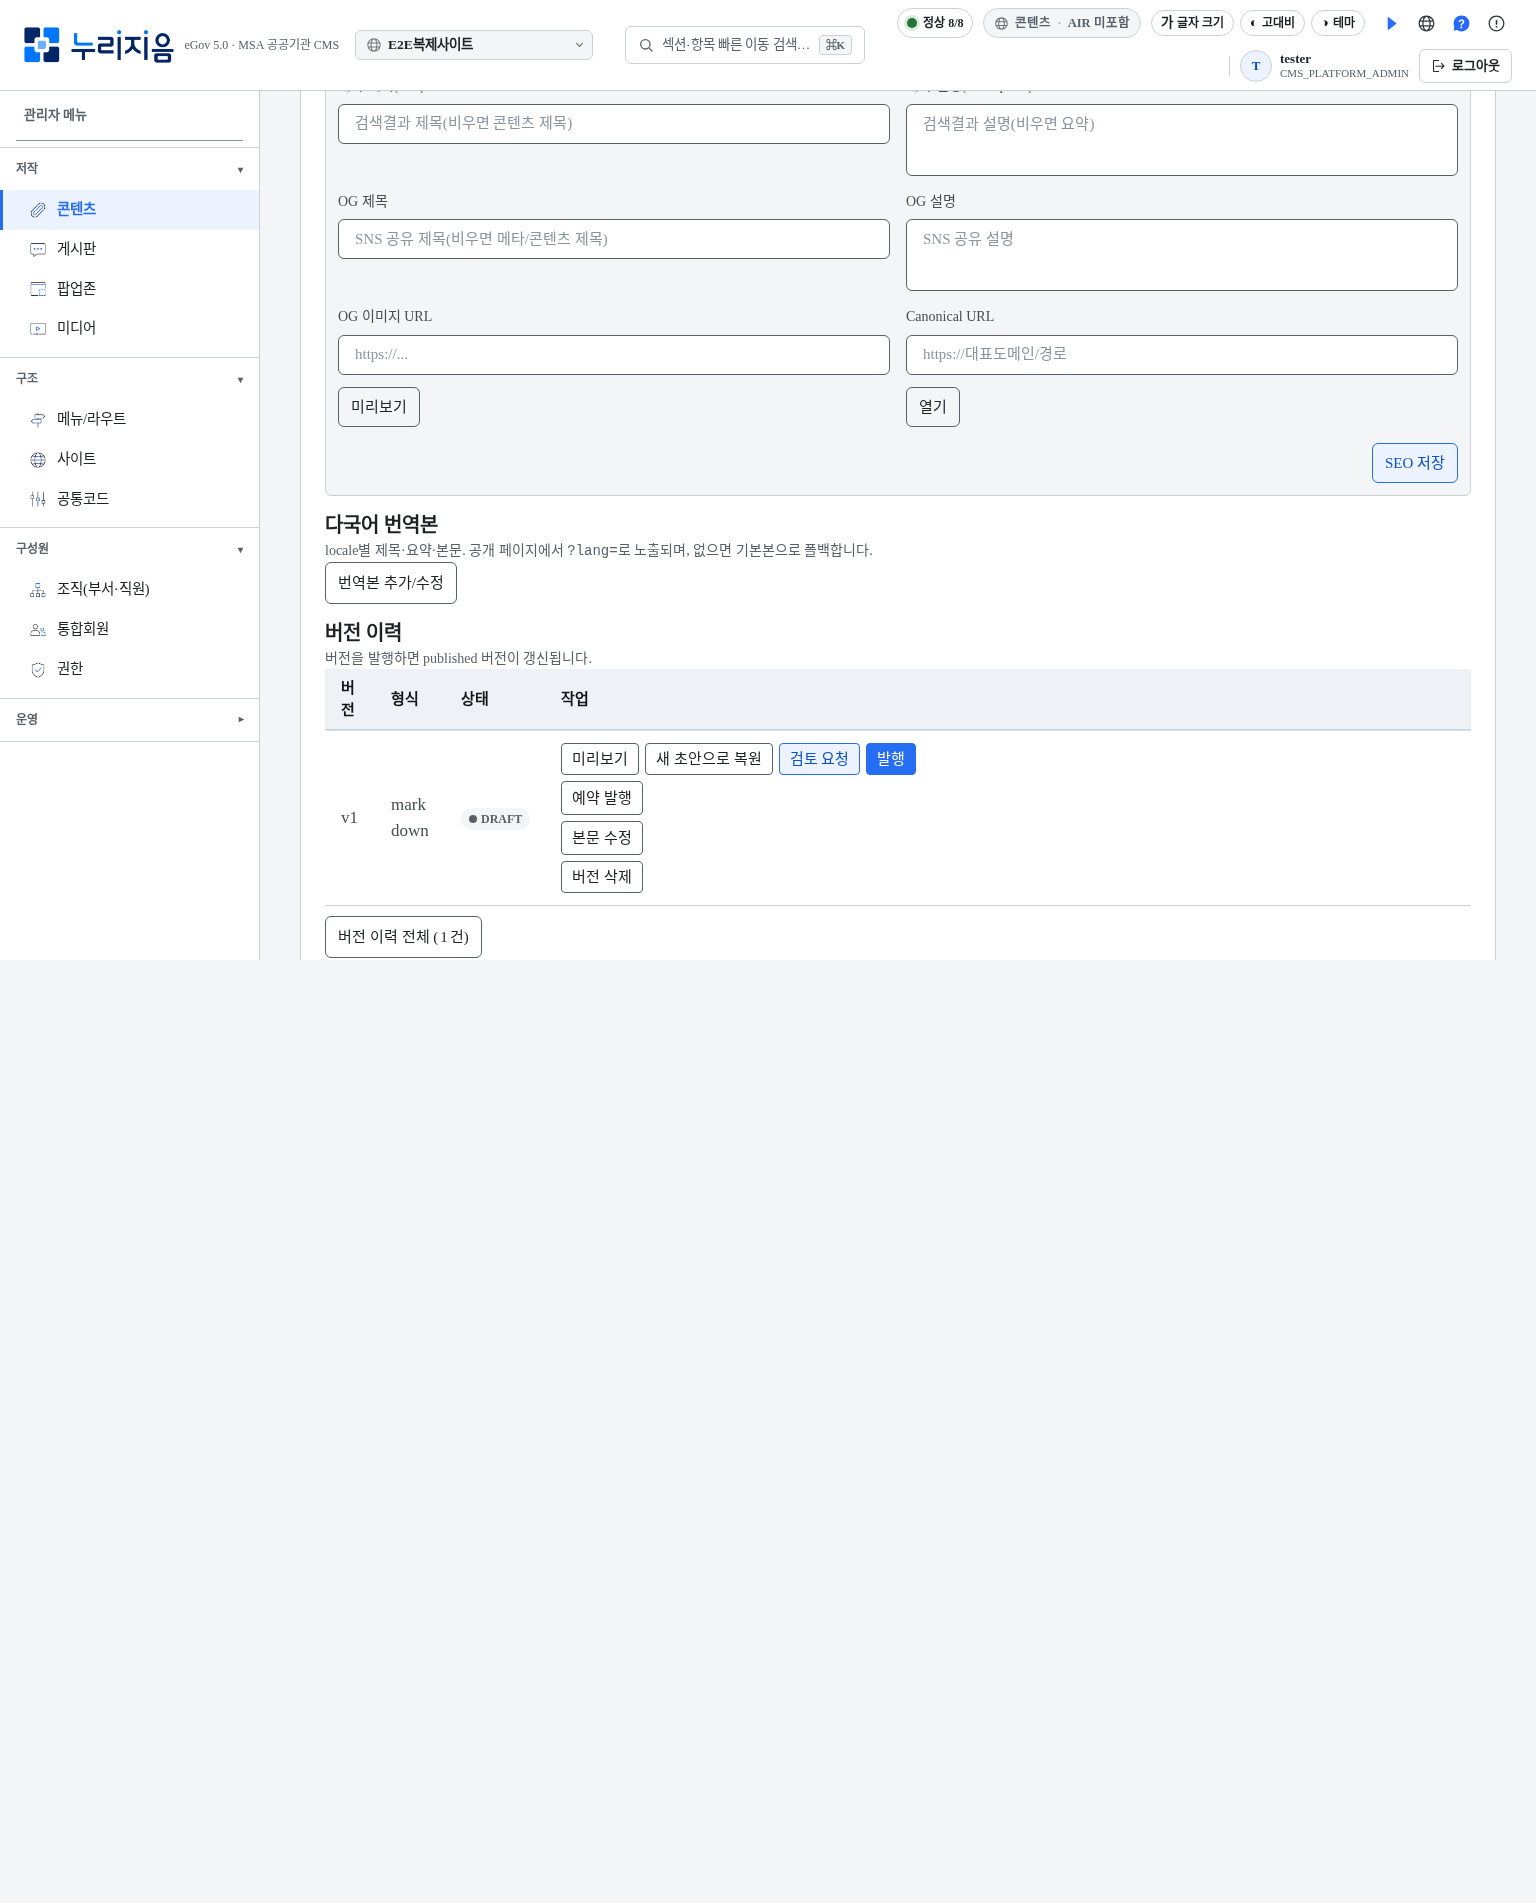 누리지음
eGov 5.0 · MSA 공공기관 CMS
E2E복제사이트
섹션·항목 빠른 이동 검색…
⌘K
정상 8/8
콘텐츠 · AIR 미포함
가 글자 크기
고대비
테마
T
tester
CMS_PLATFORM_ADMIN
로그아웃
관리자 메뉴
저작
콘텐츠
게시판
팝업존
미디어
구조
메뉴/라우트
사이트
공통코드
구성원
조직(부서·직원)
통합회원
권한
운영
검색결과 제목(비우면 콘텐츠 제목)
검색결과 설명(비우면 요약)
OG 제목
OG 설명
SNS 공유 제목(비우면 메타/콘텐츠 제목)
SNS 공유 설명
OG 이미지 URL
Canonical URL
https://...
https://대표도메인/경로
미리보기
열기
SEO 저장
다국어 번역본
locale별 제목·요약·본문. 공개 페이지에서 ?lang=로 노출되며, 없으면 기본본으로 폴백합니다.
번역본 추가/수정
버전 이력
버전을 발행하면 published 버전이 갱신됩니다.
버
전
형식
상태
작업
v1
mark
down
DRAFT
미리보기
새 초안으로 복원
검토 요청
발행
예약 발행
본문 수정
버전 삭제
버전 이력 전체 (1건)